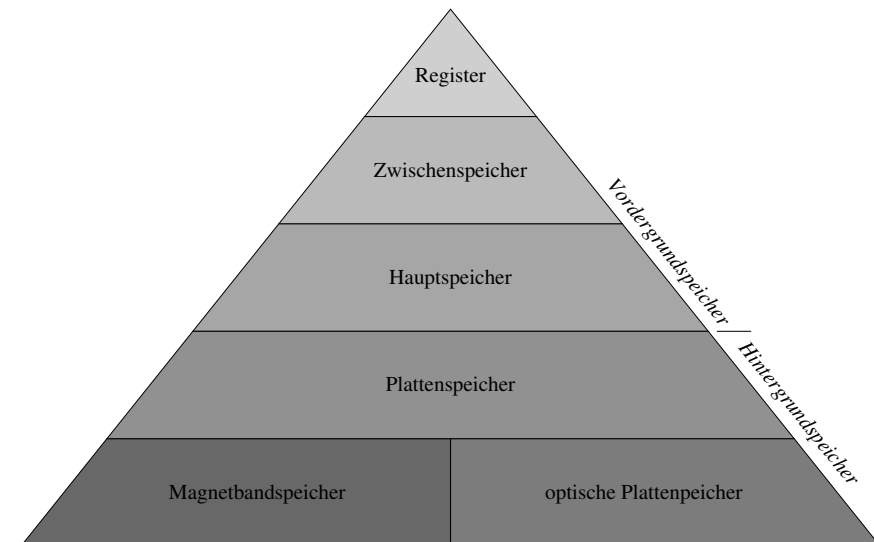 Register
Zwischenspeicher
Vordergrundspeicher
Hauptspeicher
Hintergrundspeicher
Plattenspeicher
Magnetbandspeicher
optische Plattenpeicher